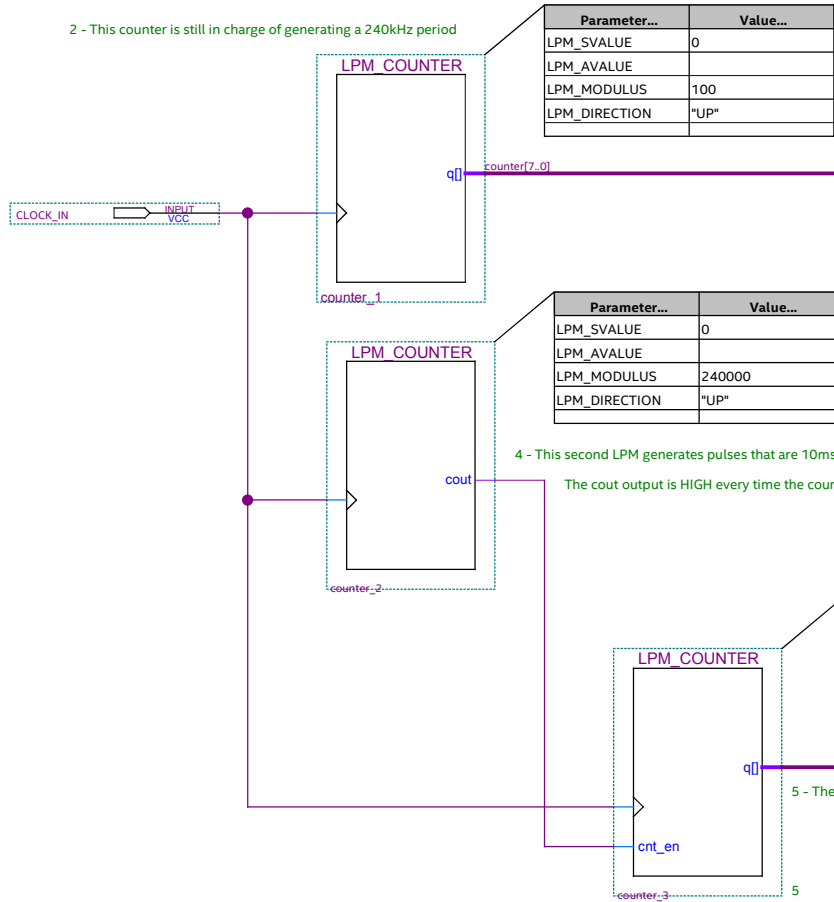 2 - This counter is still in charge of generating a 240kHz period
Parameter... Value...
LPM_SVALUE 0
LPM_AVALUE
LPM_MODULUS 100
LPM_DIRECTION "UP"
LPM_COUNTER
q[]
counter[7..0]
CLOCK_IN
INPUT
VCC
counter_1
Parameter... Value...
LPM_SVALUE 0
LPM_AVALUE
LPM_MODULUS 240000
LPM_DIRECTION "UP"
LPM_COUNTER
4 - This second LPM generates pulses that are 10ms
cout
The cout output is HIGH every time the cour
counter_2
LPM_COUNTER
q[]
5 - The
cnt_en
counter_3
5